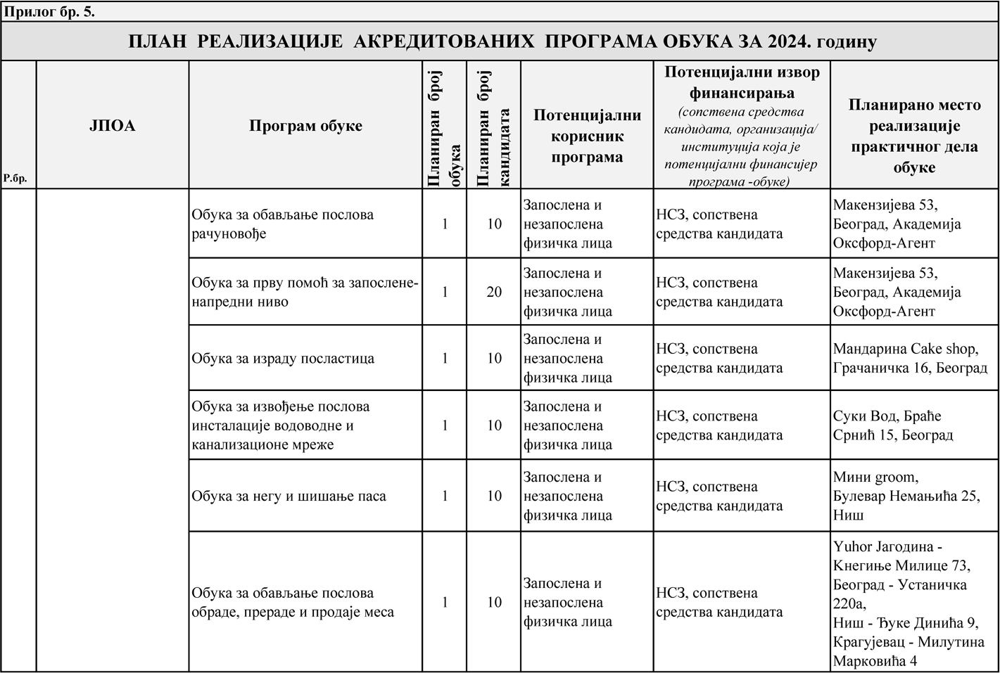 Прилог бр. 5.
ПЛАН РЕАЛИЗАЦИЈЕ АКРЕДИТОВАНИХ ПРОГРАМА ОБУКА ЗА 2024. годину
Р.бр.
ЈПОА
Програм обуке
Планиран број
обука
Планиран број
кандидата
Потенцијални
корисник
програма
Потенцијални извор
финансирања
(сопствена средства
кандидата, организација/
институција која је
потенцијални финансијер
програма -обуке)
Планирано место
реализације
практичног дела
обуке
Обука за обављање послова
рачуновође
1
10
Запослена и
незапослена
физичка лица
НСЗ, сопствена
средства кандидата
Макензијева 53,
Београд, Академија
Оксфорд-Агент
Обука за прву помоћ за запослене-
напредни ниво
1
20
Запослена и
незапослена
физичка лица
НСЗ, сопствена
средства кандидата
Макензијева 53,
Београд, Академија
Оксфорд-Агент
Обука за израду посластица
1
10
Запослена и
незапослена
физичка лица
НСЗ, сопствена
средства кандидата
Мандарина Cake shop,
Грачаничка 16, Београд
Обука за извођење послова
инсталације водоводне и
канализационе мреже
1
10
Запослена и
незапослена
физичка лица
НСЗ, сопствена
средства кандидата
Суки Вод, Браће
Срнић 15, Београд
Обука за негу и шишање паса
1
10
Запослена и
незапослена
физичка лица
НСЗ, сопствена
средства кандидата
Мини groom,
Булевар Немањића 25,
Ниш
Обука за обављање послова
обраде, прераде и продаје меса
1
10
Запослена и
незапослена
физичка лица
НСЗ, сопствена
средства кандидата
Yuhor Јагодина -
Кнегиње Милице 73,
Београд - Устаничка
220а,
Ниш - Ђуке Динића 9,
Крагујевац - Милутина
Марковића 4